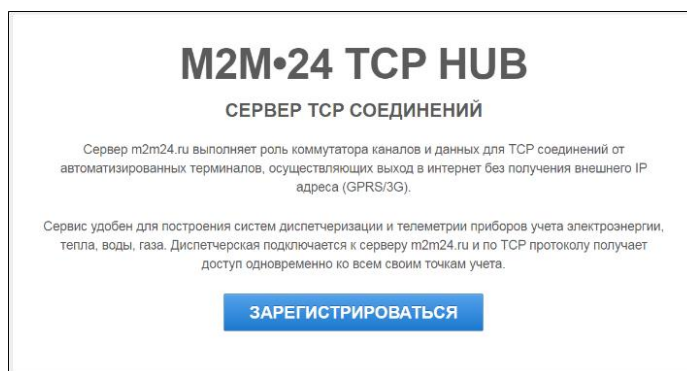 M2M•24 TCP HUB
СЕРВЕР TCP СОЕДИНЕНИЙ
Сервер m2m24.ru выполняет роль коммутатора каналов и данных для TCP соединений от
автоматизированных терминалов, осуществляющих выход в интернет без получения внешнего IP
адреса (GPRS/3G).
Сервис удобен для построения систем диспетчеризации и телеметрии приборов учета электроэнергии,
тепла, воды, газа. Диспетчерская подключается к серверу m2m24.ru и по TCP протоколу получает
доступ одновременно ко всем своим точкам учета.
ЗАРЕГИСТРИРОВАТЬСЯ